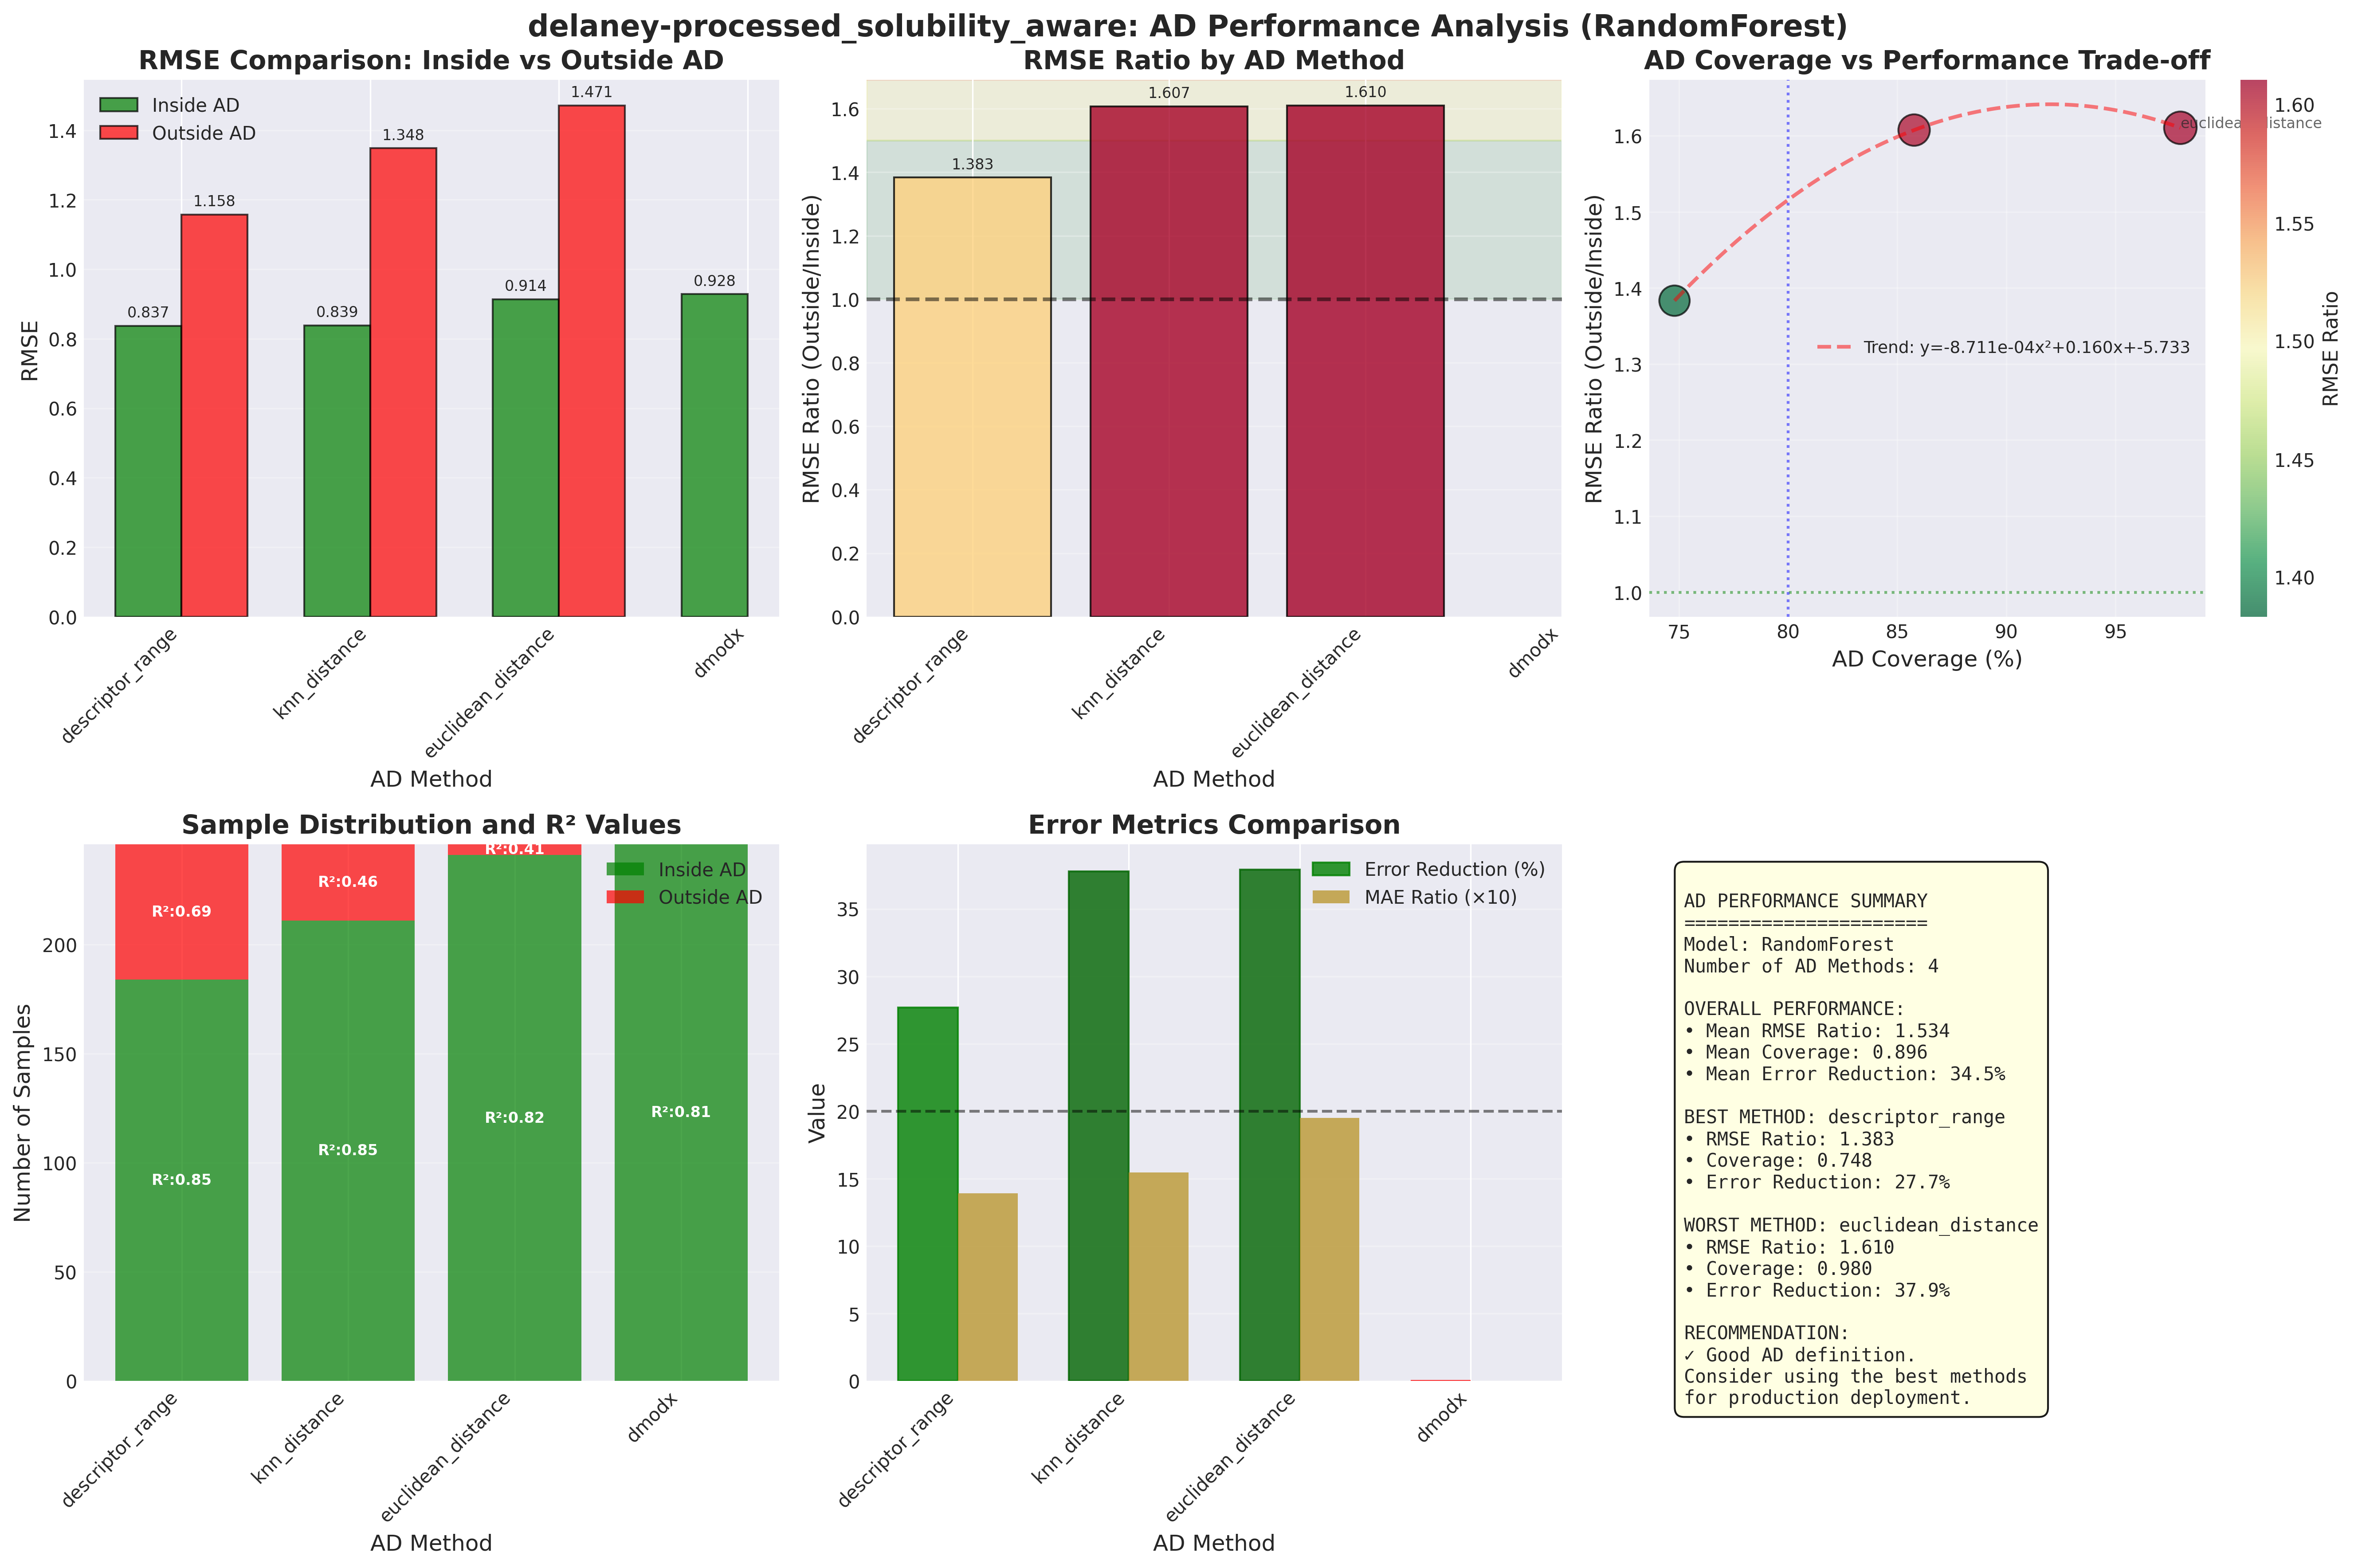 delaney-processed_solubility_aware: AD Performance Analysis (RandomForest)
RMSE Comparison: Inside vs Outside AD
Inside AD
Outside AD
RMSE
1.4
1.2
1.0
0.8
0.6
0.4
0.2
0.0
0.837
1.158
0.839
1.348
0.914
1.471
0.928
descriptor_range
knn_distance
euclidean_distance
dmodx
AD Method
RMSE Ratio by AD Method
RMSE Ratio (Outside/Inside)
1.6
1.4
1.2
1.0
0.8
0.6
0.4
0.2
0.0
1.383
1.607
1.610
descriptor_range
knn_distance
euclidean_distance
dmodx
AD Method
AD Coverage vs Performance Trade-off
RMSE Ratio (Outside/Inside)
1.6
1.5
1.4
1.3
1.2
1.1
1.0
euclidean_distance
Trend: y=-8.711e-04x²+0.160x+-5.733
75
80
85
90
95
AD Coverage (%)
1.60
1.55
1.50
1.45
1.40
RMSE Ratio
Sample Distribution and R² Values
Number of Samples
200
150
100
50
0
Inside AD
Outside AD
R²:0.69
R²:0.85
R²:0.46
R²:0.85
R²:0.41
R²:0.82
R²:0.81
descriptor_range
knn_distance
euclidean_distance
dmodx
AD Method
Error Metrics Comparison
Error Reduction (%)
MAE Ratio (×10)
Value
35
30
25
20
15
10
5
0
descriptor_range
knn_distance
euclidean_distance
dmodx
AD Method
AD PERFORMANCE SUMMARY
======================
Model: RandomForest
Number of AD Methods: 4
OVERALL PERFORMANCE:
• Mean RMSE Ratio: 1.534
• Mean Coverage: 0.896
• Mean Error Reduction: 34.5%
BEST METHOD: descriptor_range
• RMSE Ratio: 1.383
• Coverage: 0.748
• Error Reduction: 27.7%
WORST METHOD: euclidean_distance
• RMSE Ratio: 1.610
• Coverage: 0.980
• Error Reduction: 37.9%
RECOMMENDATION:
✓ Good AD definition.
Consider using the best methods
for production deployment.